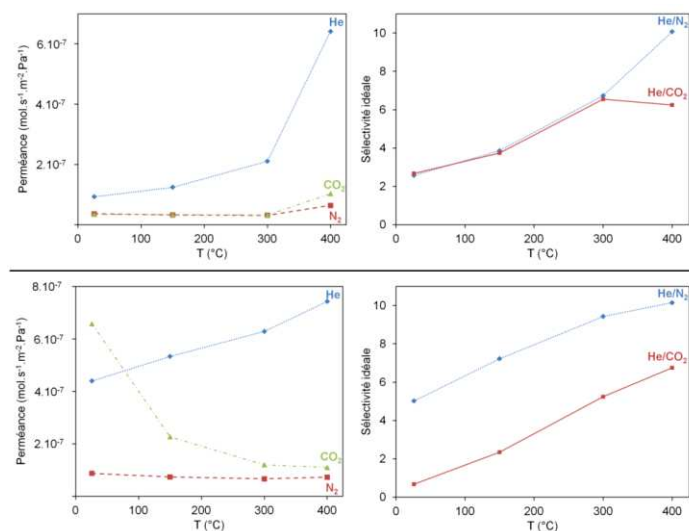 He
6.10-7
4.10-7
2.10-7
Perméance (mol.s-1.m-2.Pa-1)
CO2
N2
0 100 200 300 400
T (°C)
He/N2
He/CO2
10
8
6
4
2
0
Sélectivité idéale
0 100 200 300 400
T (°C)
8.10-7
6.10-7
4.10-7
2.10-7
Perméance (mol.s-1.m-2.Pa-1)
He
CO2
N2
0 100 200 300 400
T (°C)
He/N2
He/CO2
10
8
6
4
2
0
Sélectivité idéale
0 100 200 300 400
T (°C)